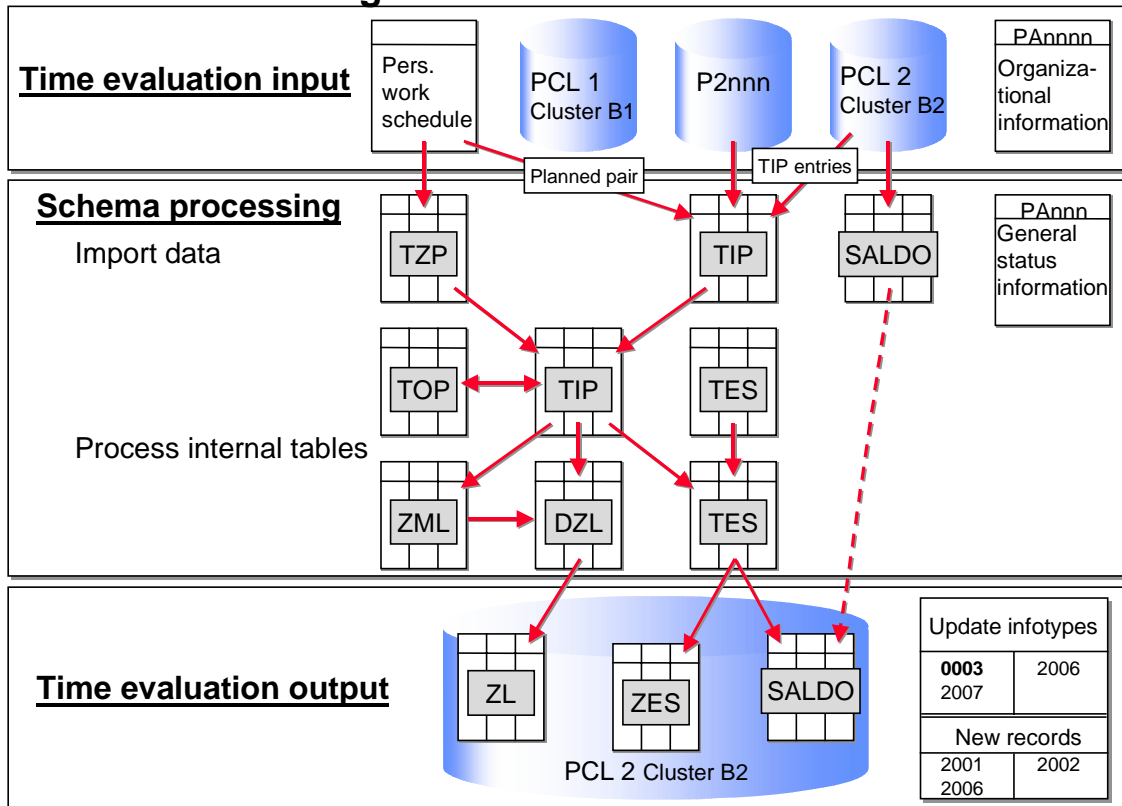 Time evaluation input
Pers.
work
schedule
PCL 1
Cluster B1
P2nnn
PCL 2
Cluster B2
PAnnnn
Organiza-
tional
information
Planned pair
TIP entries
Schema processing
Import data
TZP
TIP
SALDO
PAnnn
General
status
information
TOP
TIP
TES
Process internal tables
ZML
DZL
TES
Time evaluation output
ZL
ZES
SALDO
PCL 2 Cluster B2
Update infotypes
0003 2006
2007
New records
2001 2002
2006